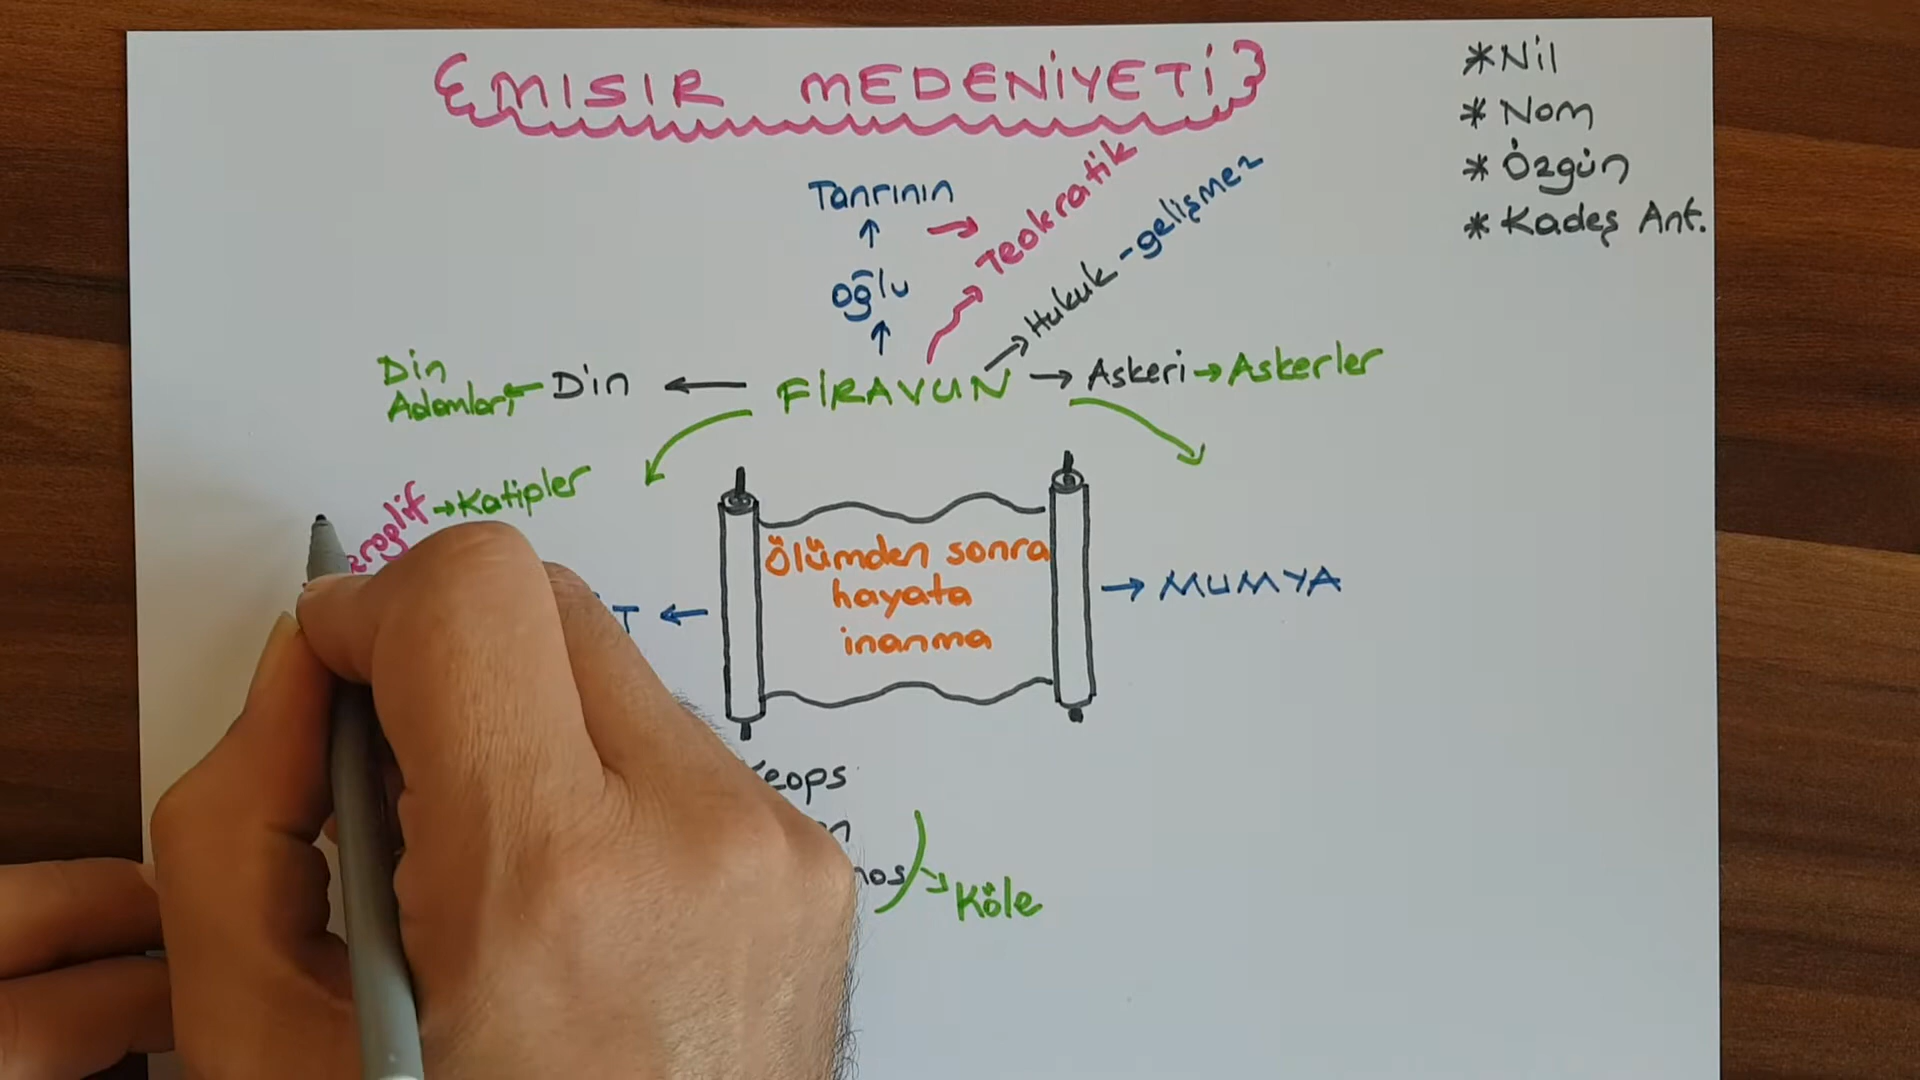 MISIR MEDENİYETİ
*Nil
*Nom
*Özgün
*Kadeş Ant.
Tanrının
Teokratik
oğlu
Hukuk-gelişmez
Din
Adamları
Din
FİRAVUN
Askeri
Askerler
Katipler
Ölümden sonra
hayata
inanma
MUMYA
Keops
Köle